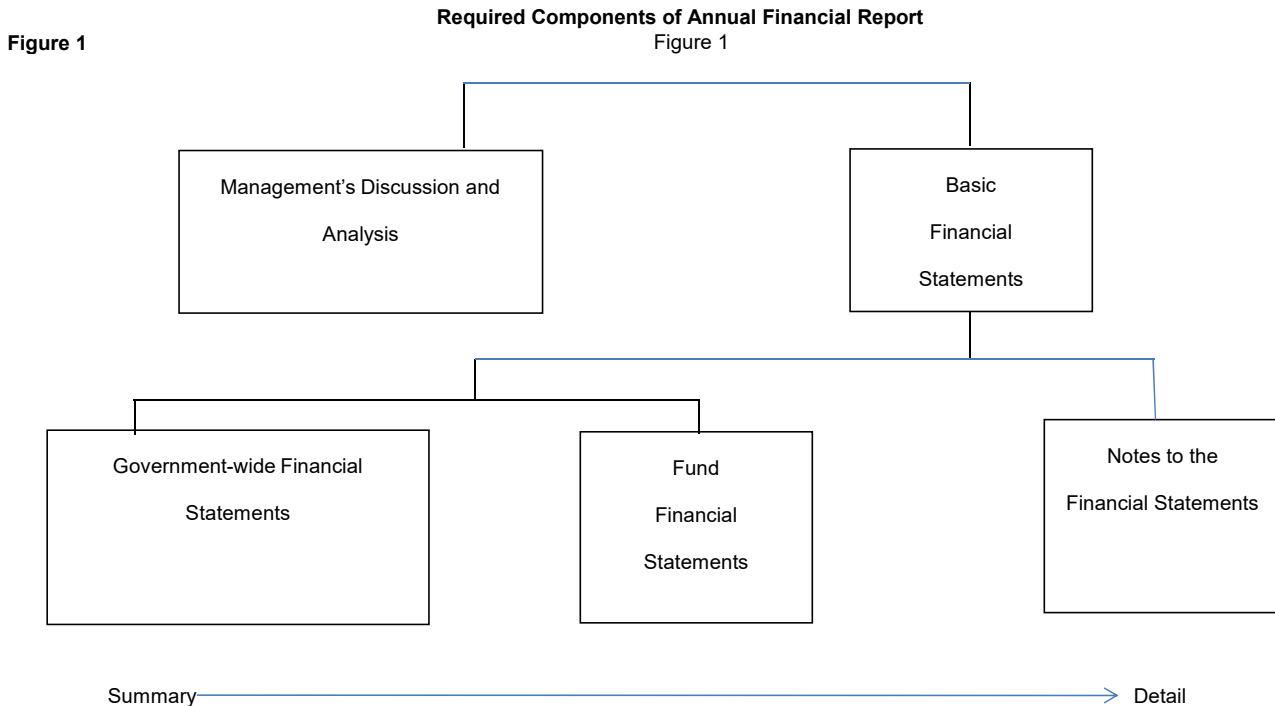 Required Components of Annual Financial Report
Figure 1
Figure 1
Management’s Discussion and
Analysis
Basic
Financial
Statements
Government-wide Financial
Statements
Fund
Financial
Statements
Notes to the
Financial Statements
Summary
Detail